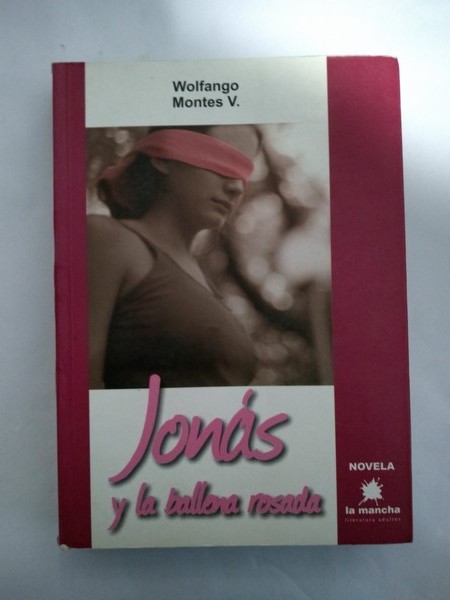 Wolfango
Montes V.
Jonás
y la ballena rosada
NOVELA
la mancha
literatura adultos